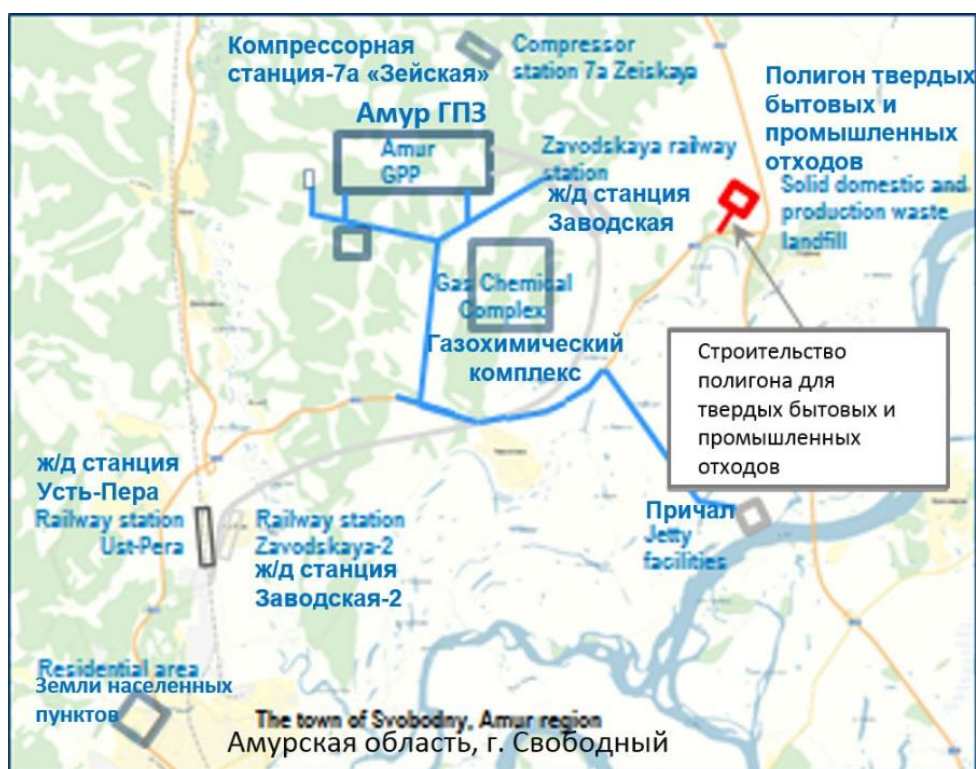 Компрессорная
станция-7а «Зейская»
Compressor
station 7a Zeiskaya
Полигон твердых
бытовых и
промышленных
отходов
Solid domestic and
production waste
landfill
Амур ГПЗ
Amur
GPP
Zavodskaya railway
station
ж/д станция
Заводская
Gas Chemical
Complex
Газохимический
комплекс
Строительство
полигона для
твердых бытовых и
промышленных
отходов
ж/д станция
Усть-Пера
Railway station
Ust-Pera
Railway station
Zavodskaya-2
ж/д станция
Заводская-2
Причал
Jetty
facilities
Residential area
Земли населенных
пунктов
The town of Svobodny, Amur region
Амурская область, г. Свободный